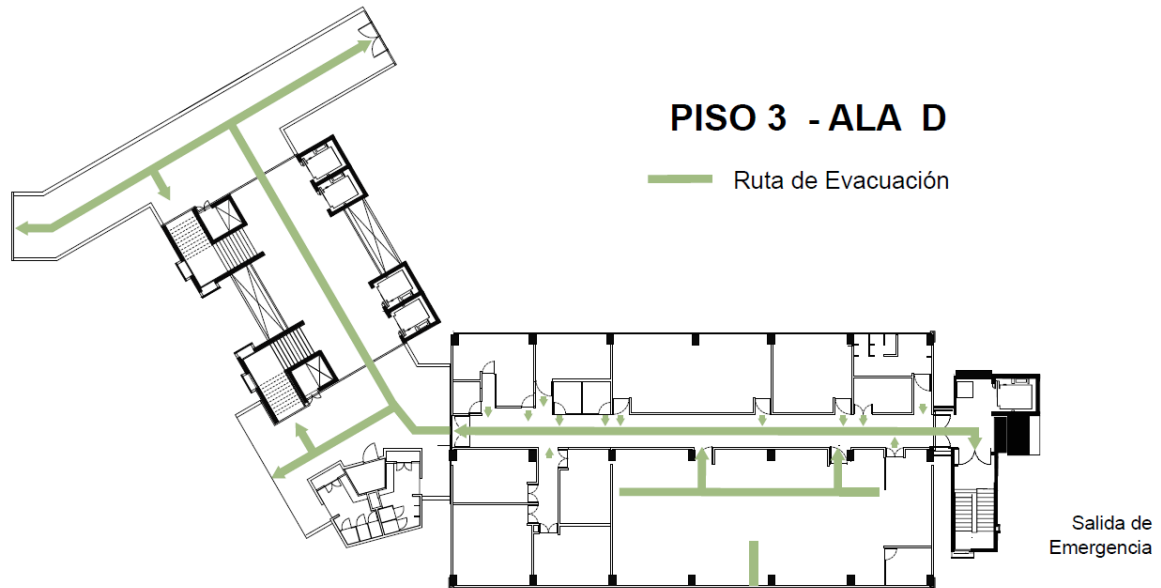 PISO 3 - ALA D
Ruta de Evacuación
Salida de
Emergencia